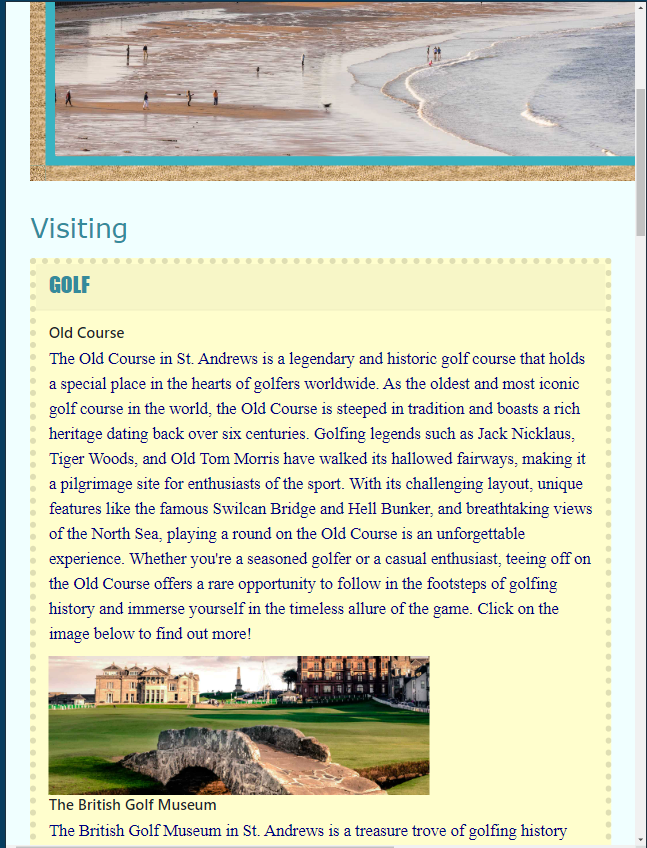 Visiting
GOLF
Old Course
The Old Course in St. Andrews is a legendary and historic golf course that holds
a special place in the hearts of golfers worldwide. As the oldest and most iconic
golf course in the world, the Old Course is steeped in tradition and boasts a rich
heritage dating back over six centuries. Golfing legends such as Jack Nicklaus,
Tiger Woods, and Old Tom Morris have walked its hallowed fairways, making it
a pilgrimage site for enthusiasts of the sport. With its challenging layout, unique
features like the famous Swilcan Bridge and Hell Bunker, and breathtaking views
of the North Sea, playing a round on the Old Course is an unforgettable
experience. Whether you're a seasoned golfer or a casual enthusiast, teeing off on
the Old Course offers a rare opportunity to follow in the footsteps of golfing
history and immerse yourself in the timeless allure of the game. Click on the
image below to find out more!
The British Golf Museum
The British Golf Museum in St. Andrews is a treasure trove of golfing history